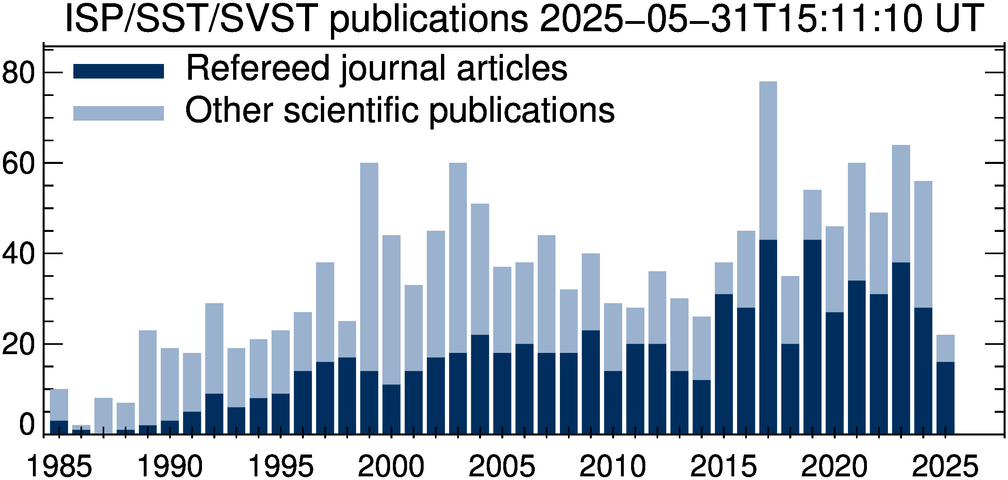 ISP/SST/SVST publications 2025−05−31T15:11:10 UT
Refereed journal articles
Other scientific publications
80
60
40
20
0
1985 1990 1995 2000 2005 2010 2015 2020 2025